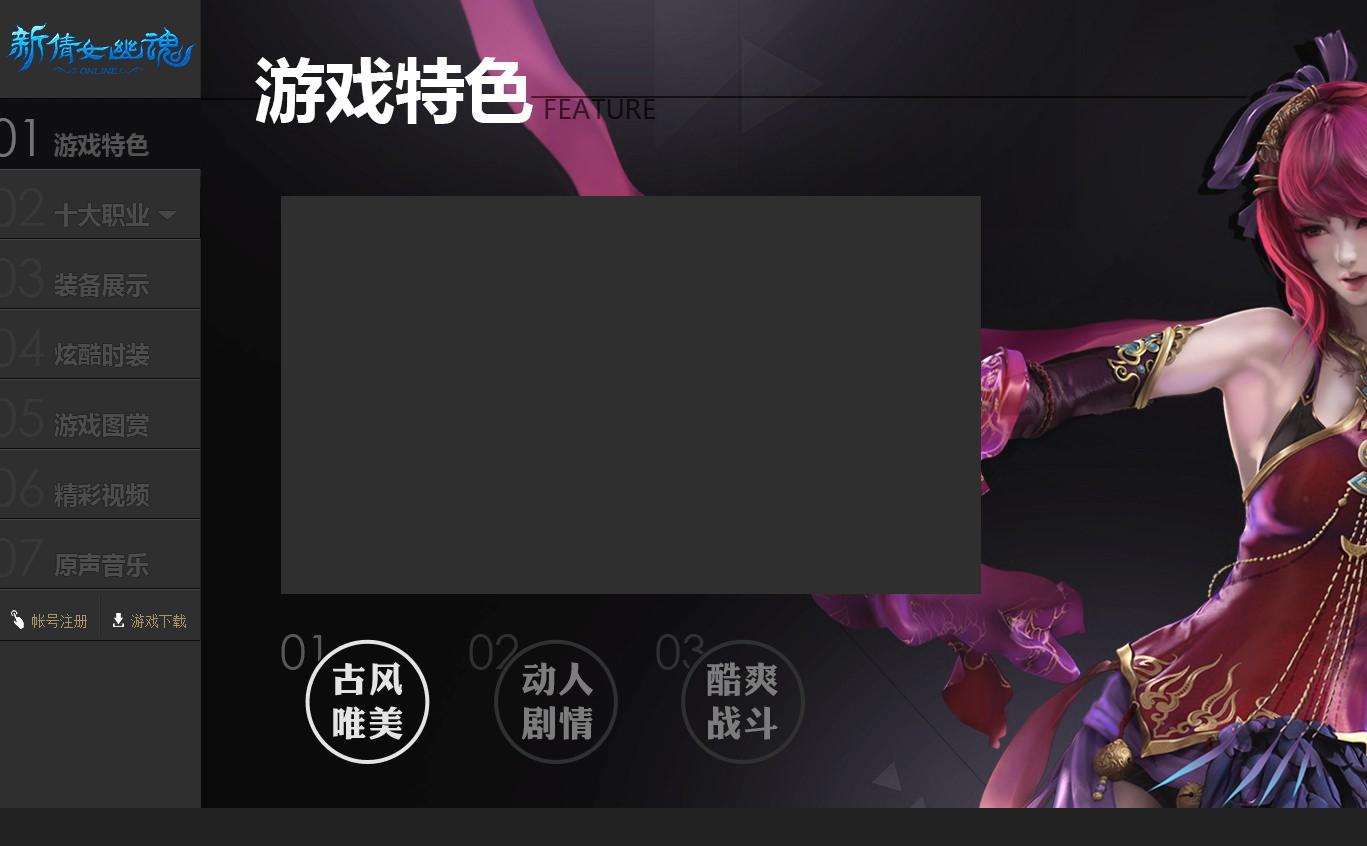 新倩女幽魂
ONLINE
01 游戏特色
02 十大职业
03 装备展示
04 炫酷时装
05 游戏图赏
06 精彩视频
07 原声音乐
帐号注册 游戏下载
游戏特色 FEATURE
01 古风
唯美
02 动人
剧情
03 酷爽
战斗